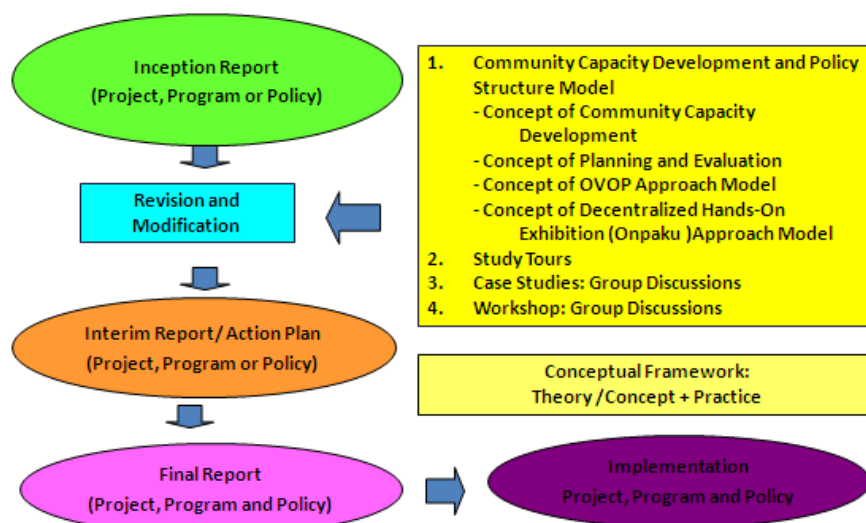 Inception Report
(Project, Program or Policy)
Revision and
Modification
Interim Report/ Action Plan
(Project, Program or Policy)
Final Report
(Project, Program and Policy)
1. Community Capacity Development and Policy
Structure Model
- Concept of Community Capacity
Development
- Concept of Planning and Evaluation
- Concept of OVOP Approach Model
- Concept of Decentralized Hands-On
Exhibition (Onpaku )Approach Model
2. Study Tours
3. Case Studies: Group Discussions
4. Workshop: Group Discussions
Conceptual Framework:
Theory /Concept + Practice
Implementation
Project, Program and Policy